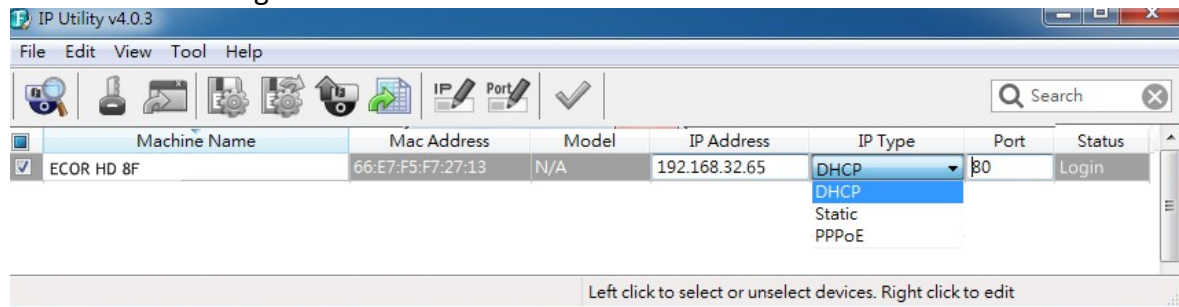 IP Utility v4.0.3
File Edit View Tool Help
IP Port Search
Machine Name Mac Address Model IP Address IP Type Port Status
ECOR HD 8F 66:E7:F5:F7:27:13 N/A 192.168.32.65 DHCP 80 Login
DHCP
Static
PPPoE
Left click to select or unselect devices. Right click to edit